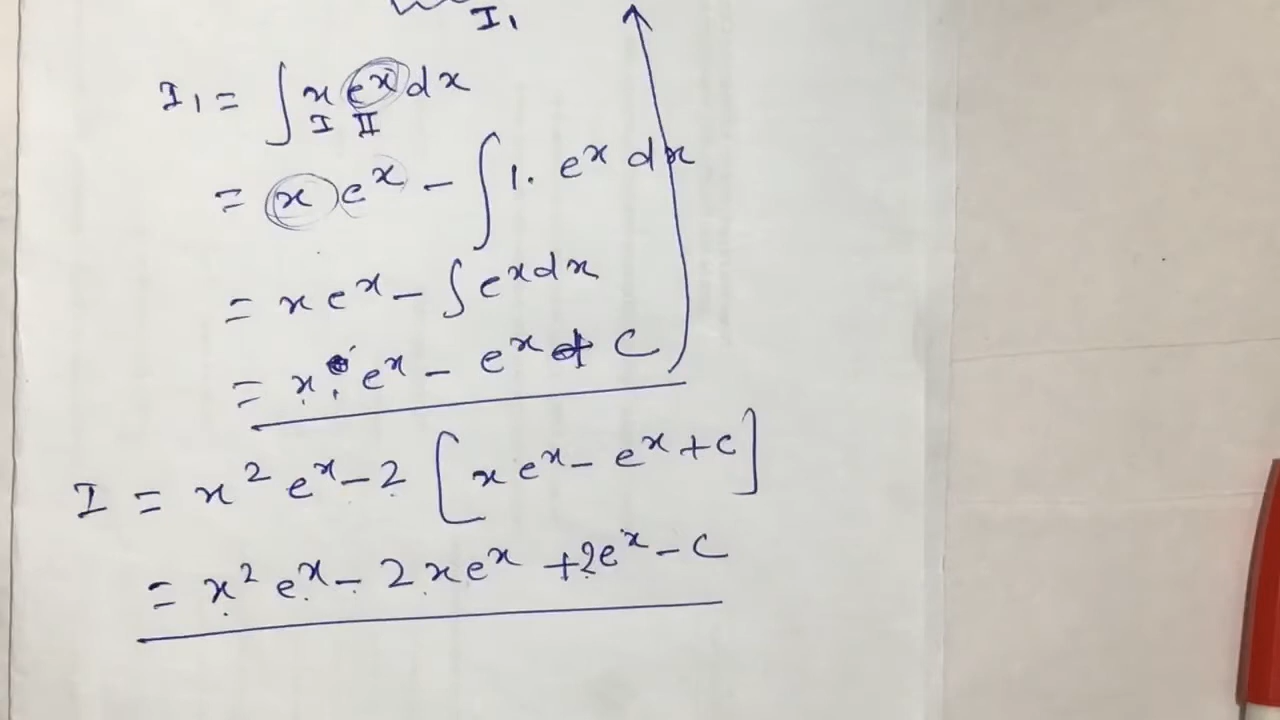 I₁
I₁ = ∫ x eˣ dx
I II
= x eˣ - ∫ 1. eˣ dx
= x eˣ - ∫ eˣ dx
= x . eˣ - eˣ + C
I = x² eˣ - 2 [ x eˣ - eˣ + c ]
= x² eˣ - 2 x eˣ + 2eˣ - c